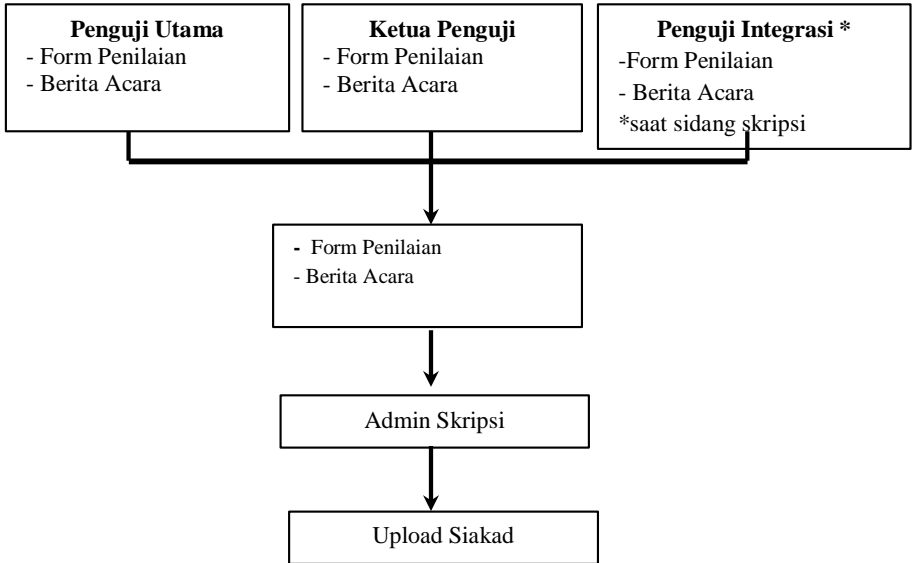 Penguji Utama
- Form Penilaian
- Berita Acara
Ketua Penguji
- Form Penilaian
- Berita Acara
Penguji Integrasi *
-Form Penilaian
- Berita Acara
*saat sidang skripsi
- Form Penilaian
- Berita Acara
Admin Skripsi
Upload Siakad